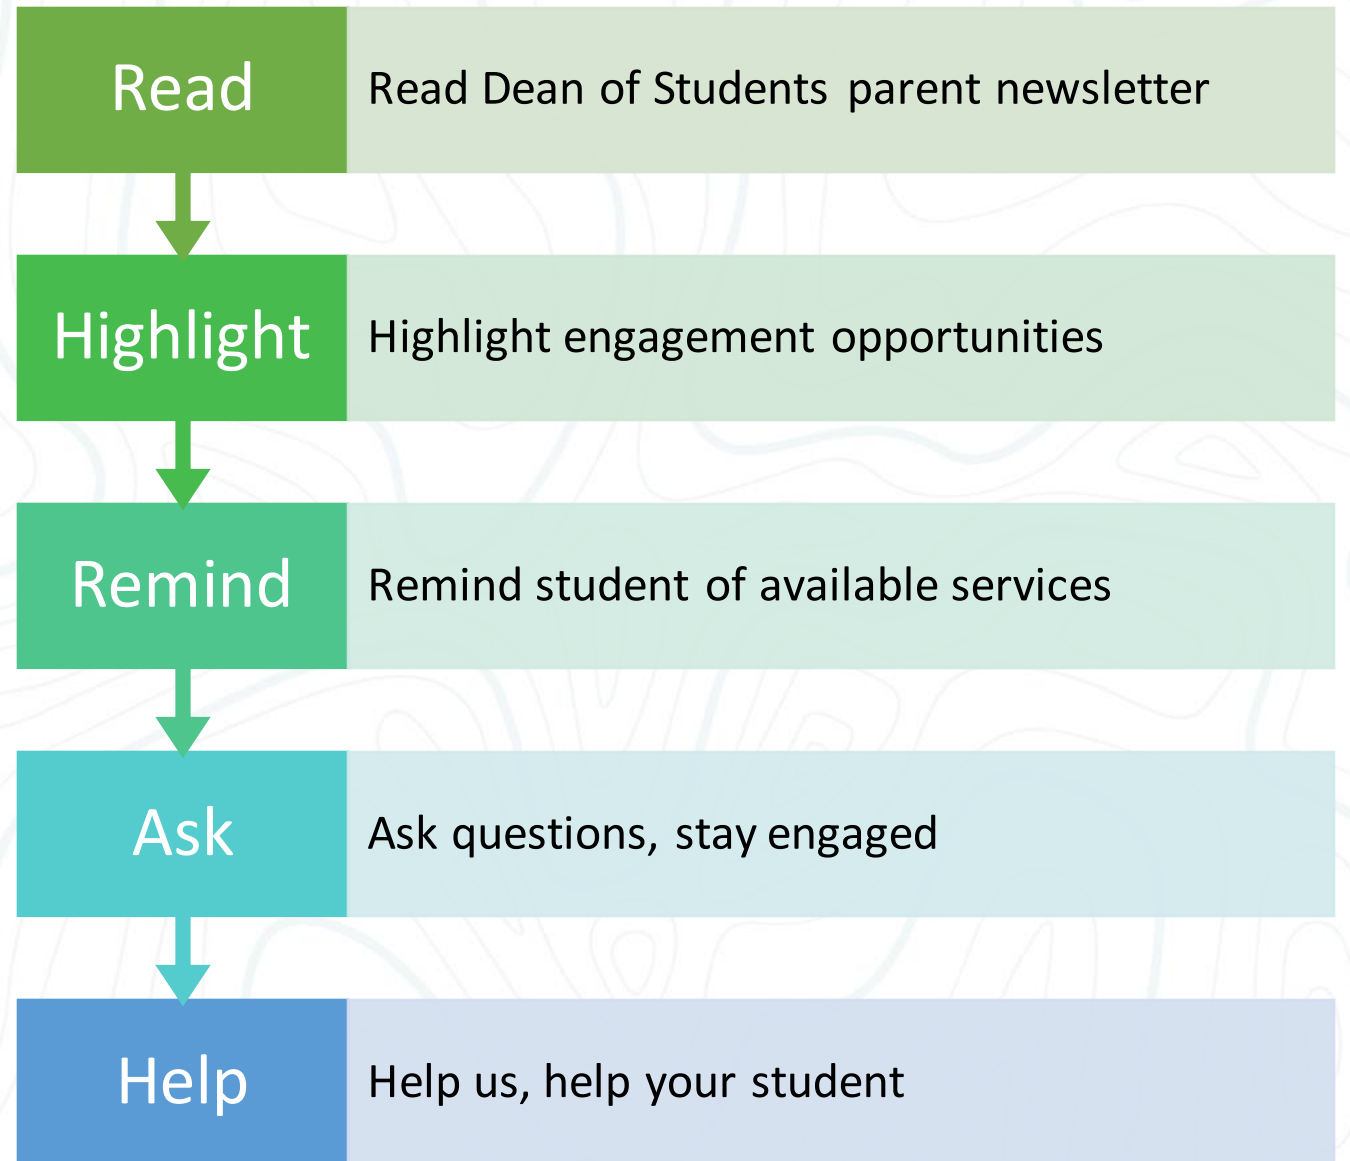 Read
Read Dean of Students parent newsletter
Highlight
Highlight engagement opportunities
Remind
Remind student of available services
Ask
Ask questions, stay engaged
Help
Help us, help your student